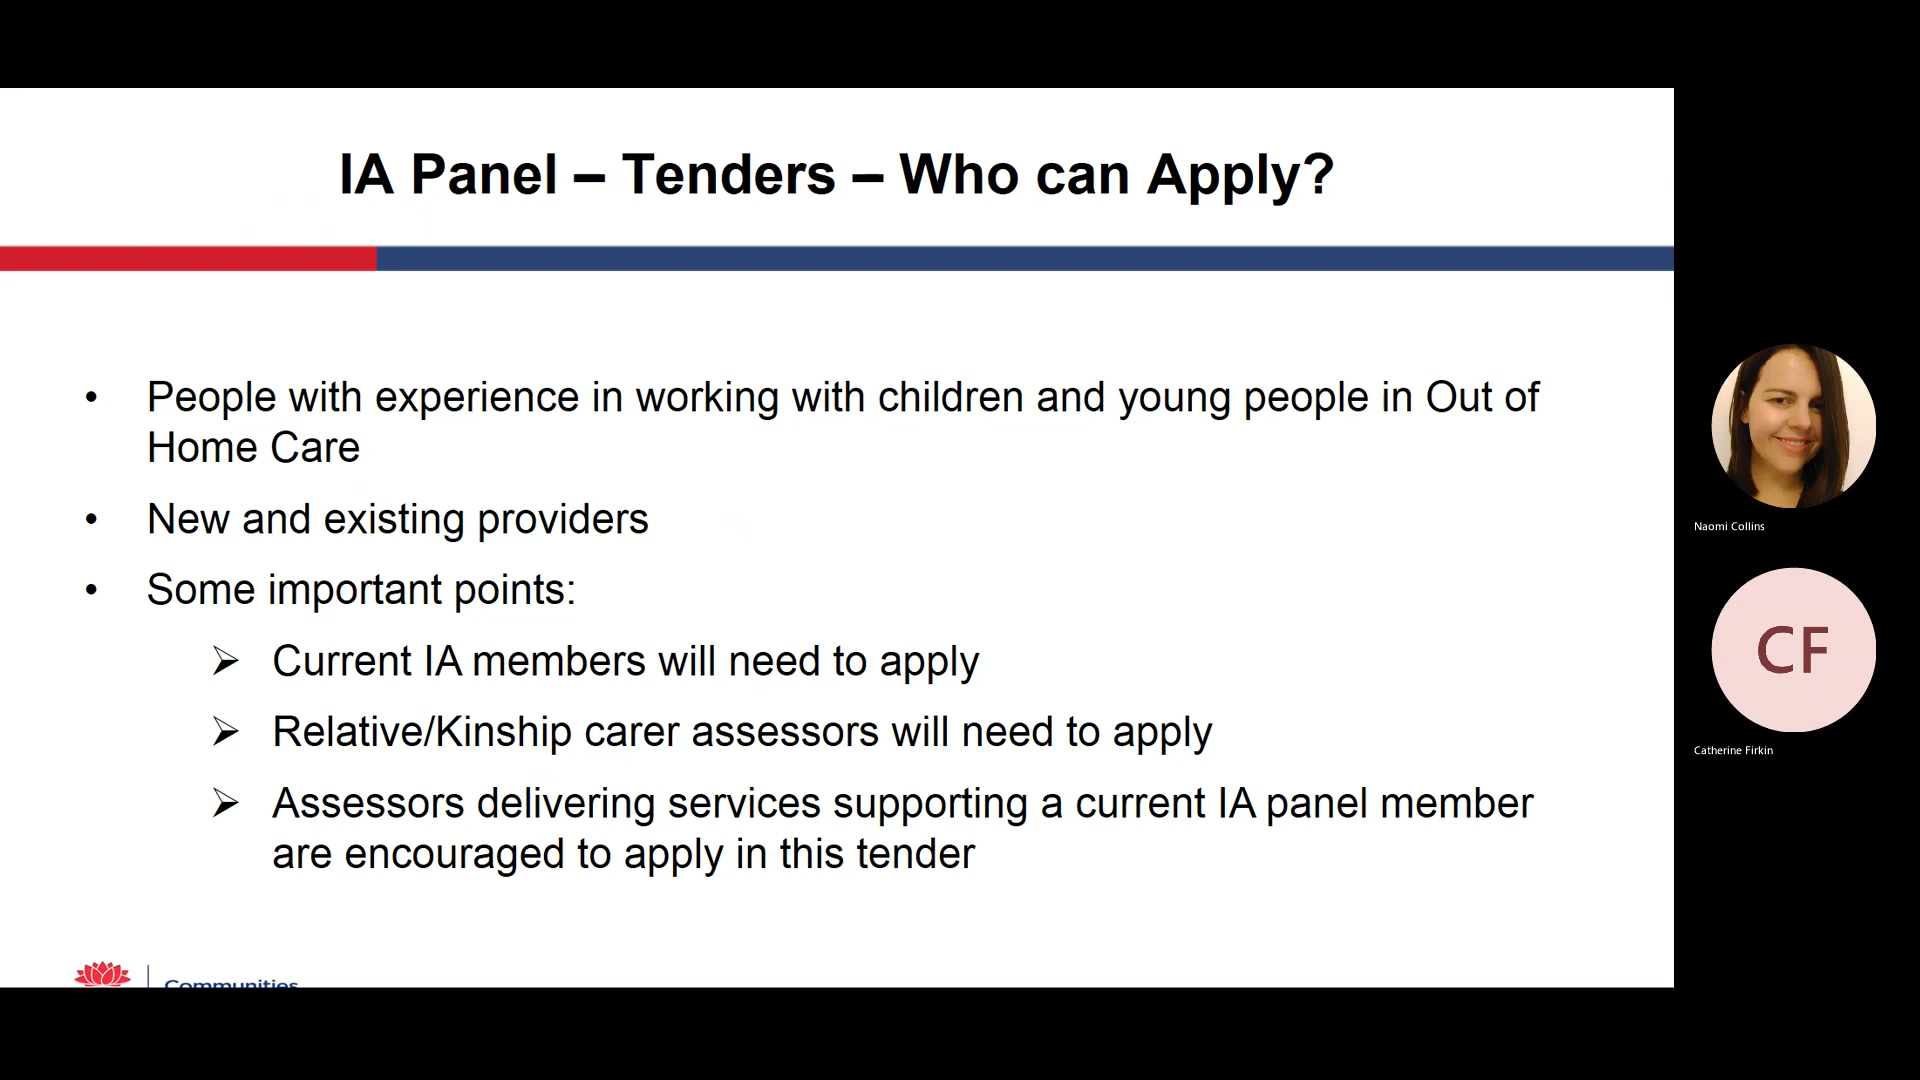 IA Panel – Tenders – Who can Apply?
• People with experience in working with children and young people in Out of
Home Care
• New and existing providers
• Some important points:
➢ Current IA members will need to apply
➢ Relative/Kinship carer assessors will need to apply
➢ Assessors delivering services supporting a current IA panel member
are encouraged to apply in this tender
Communities
Naomi Collins
CF
Catherine Firkin